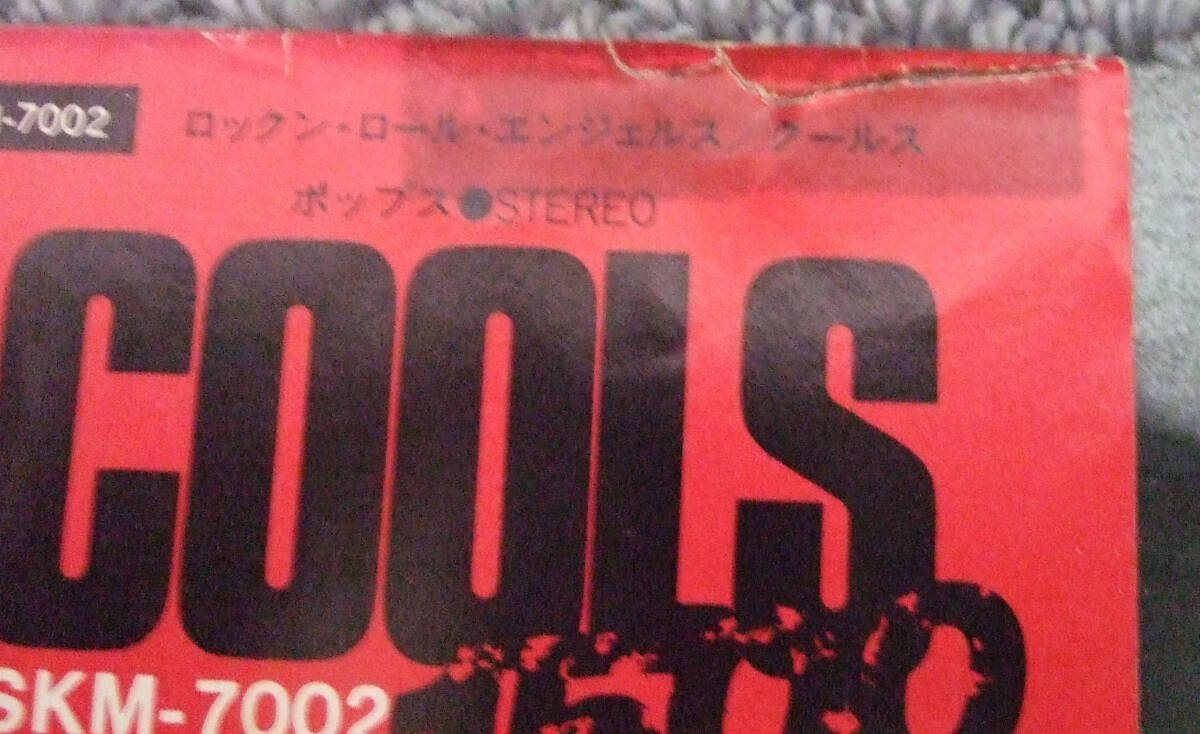 -7002
ロックン・ロール・エンジェルス/クールス
ポップス●STEREO
COOLS
SKM-7002